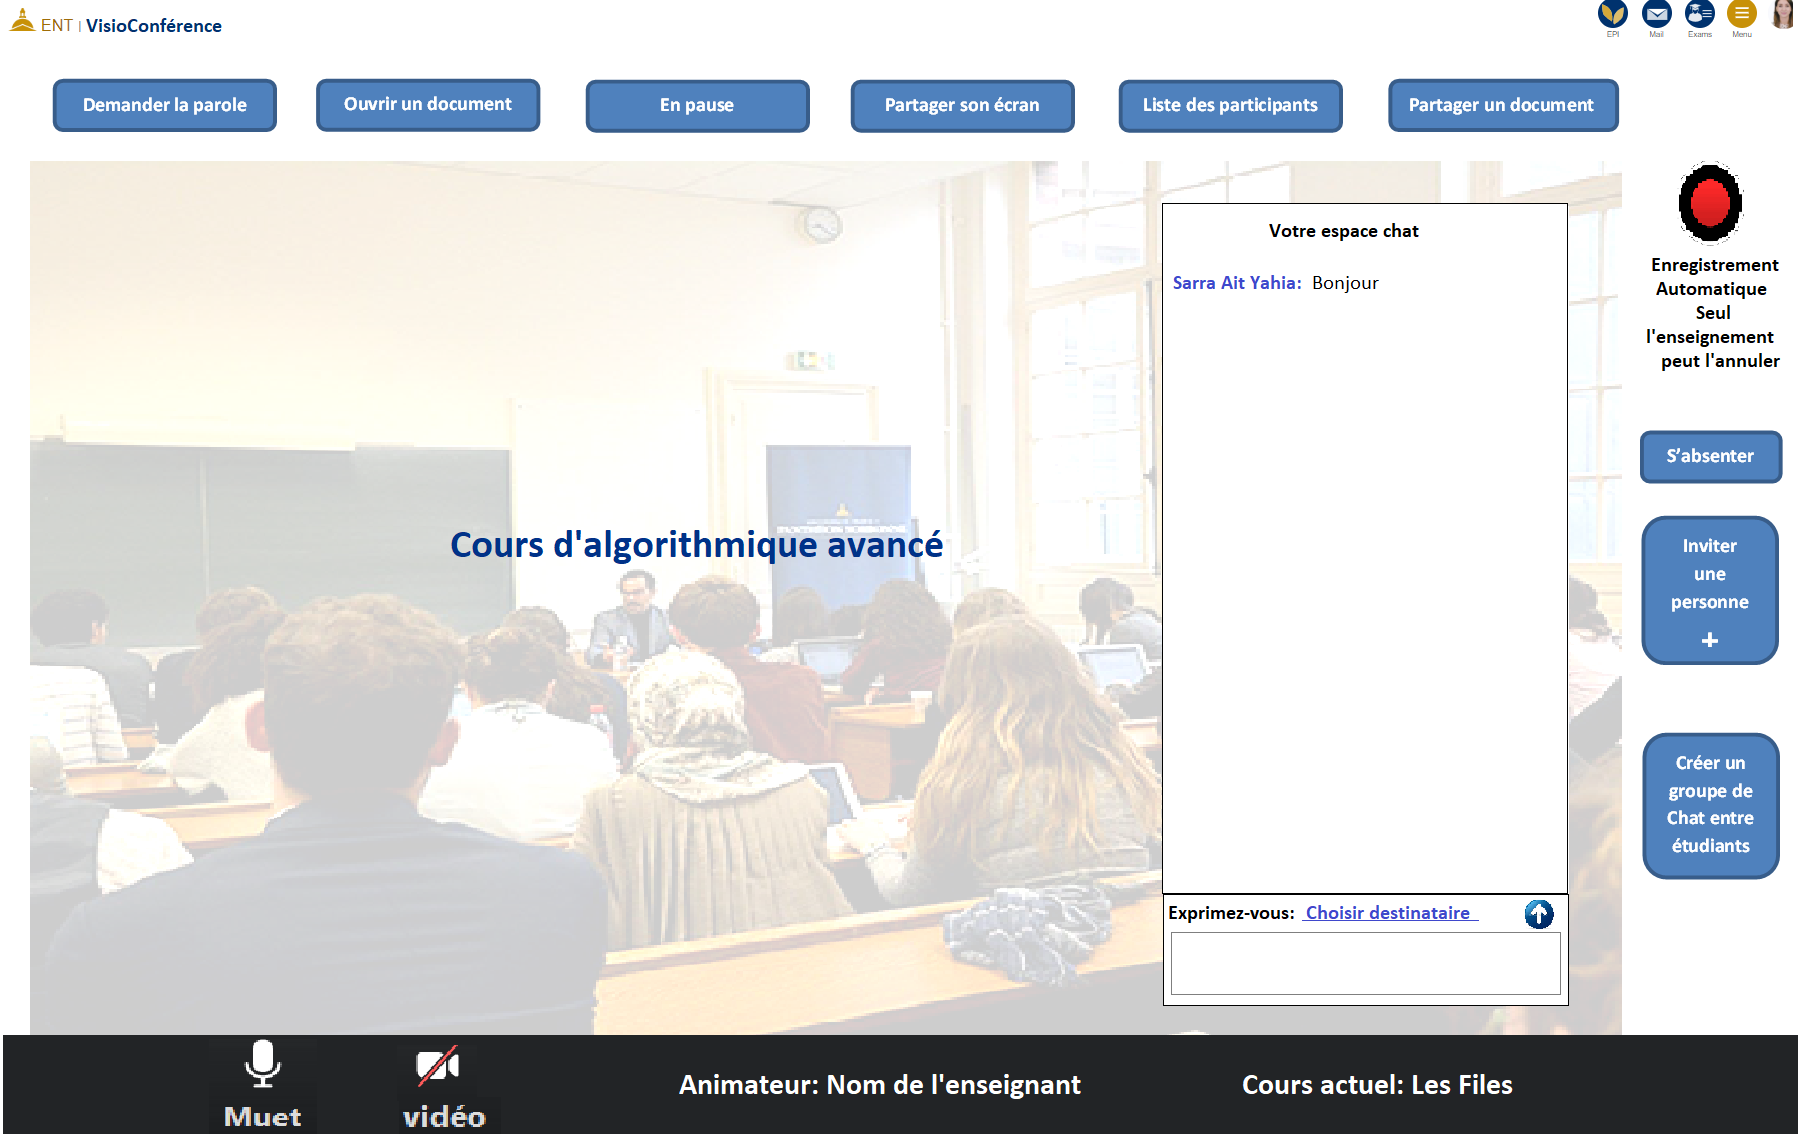 ENT | VisioConférence
EPI
Mail
Exams
Menu
Demander la parole
Ouvrir un document
En pause
Partager son écran
Liste des participants
Partager un document
Votre espace chat
Sarra Ait Yahia: Bonjour
Enregistrement
Automatique
Seul
l'enseignement
peut l'annuler
S'absenter
Cours d'algorithmique avancé
Inviter
une
personne
+
Créer un
groupe de
Chat entre
étudiants
Exprimez-vous: Choisir destinataire
Muet
vidéo
Animateur: Nom de l'enseignant
Cours actuel: Les Files